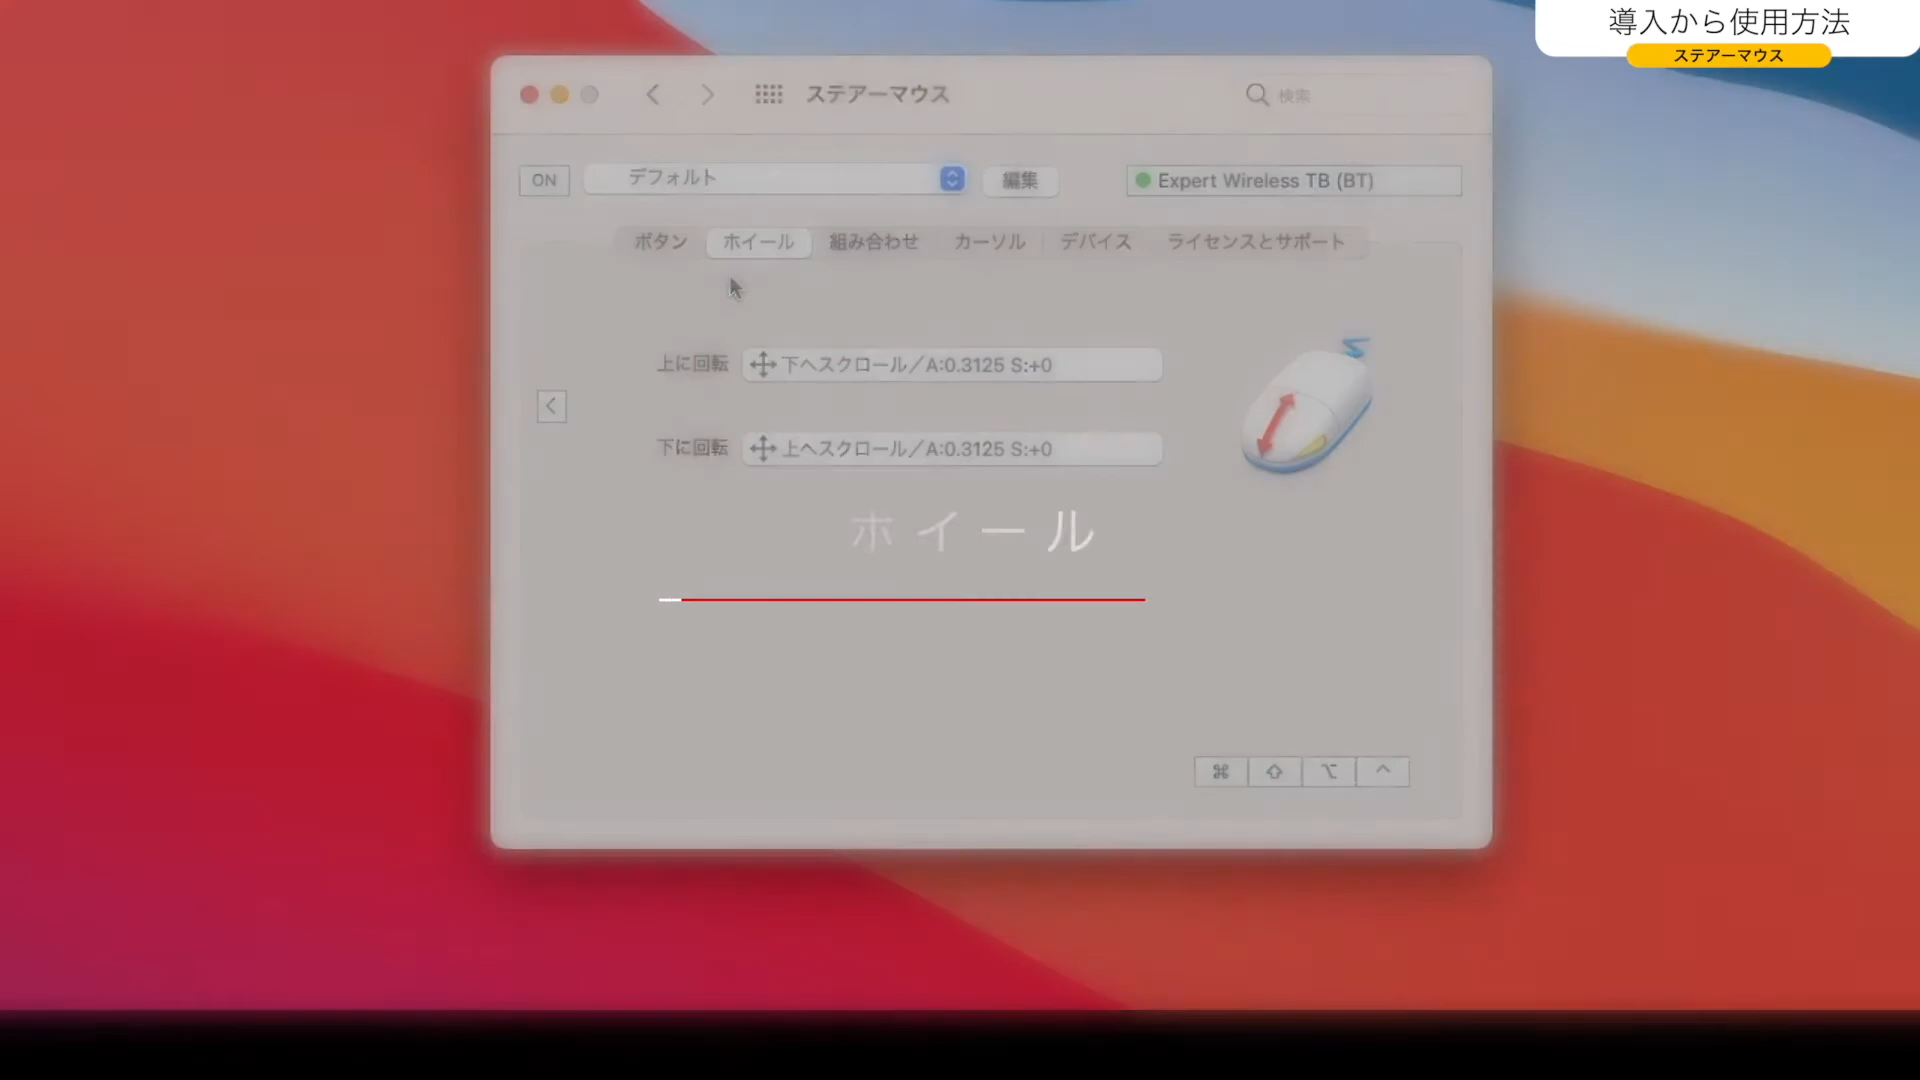 導入から使用方法
ステアーマウス
ステアーマウス
検索
ON
デフォルト
編集
Expert Wireless TB (BT)
ボタン
ホイール
組み合わせ
カーソル
デバイス
ライセンスとサポート
上に回転
下へスクロール／A:0.3125 S:+0
下に回転
上へスクロール／A:0.3125 S:+0
ホイール
⌘ ⇧ ⌥ ^